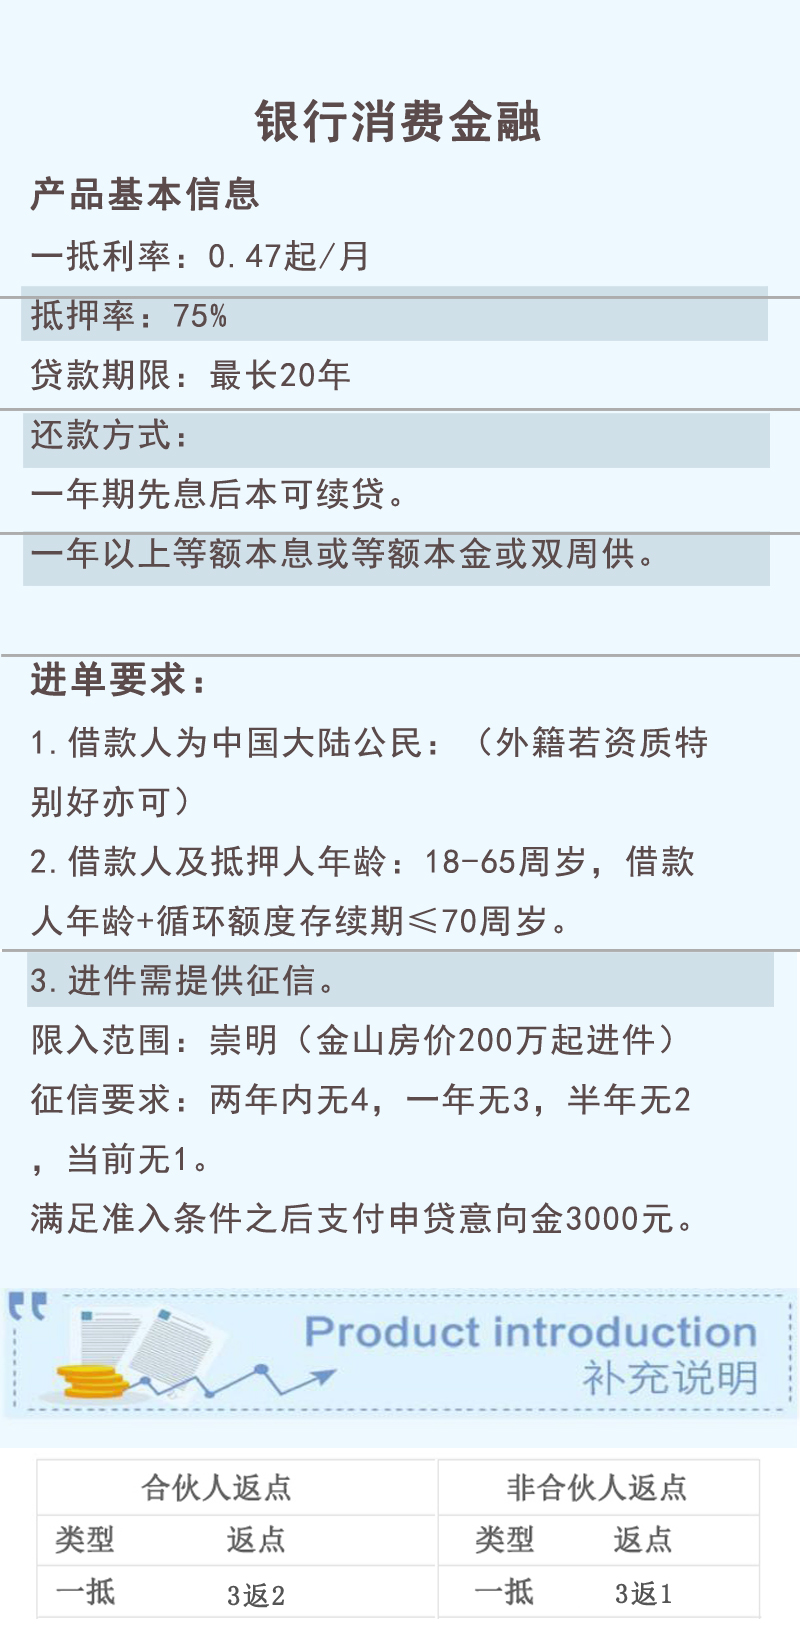 银行消费金融
产品基本信息
一抵利率：0.47起/月
抵押率：75%
贷款期限：最长20年
还款方式：
一年期先息后本可续贷。
一年以上等额本息或等额本金或双周供。
进单要求：
1.借款人为中国大陆公民：（外籍若资质特
别好亦可）
2.借款人及抵押人年龄：18-65周岁，借款
人年龄+循环额度存续期≤70周岁。
3.进件需提供征信。
限入范围：崇明（金山房价200万起进件）
征信要求：两年内无4，一年无3，半年无2
，当前无1。
满足准入条件之后支付申贷意向金3000元。
Product introduction
补充说明
合伙人返点 非合伙人返点
类型 返点 类型 返点
一抵 3返2 一抵 3返1